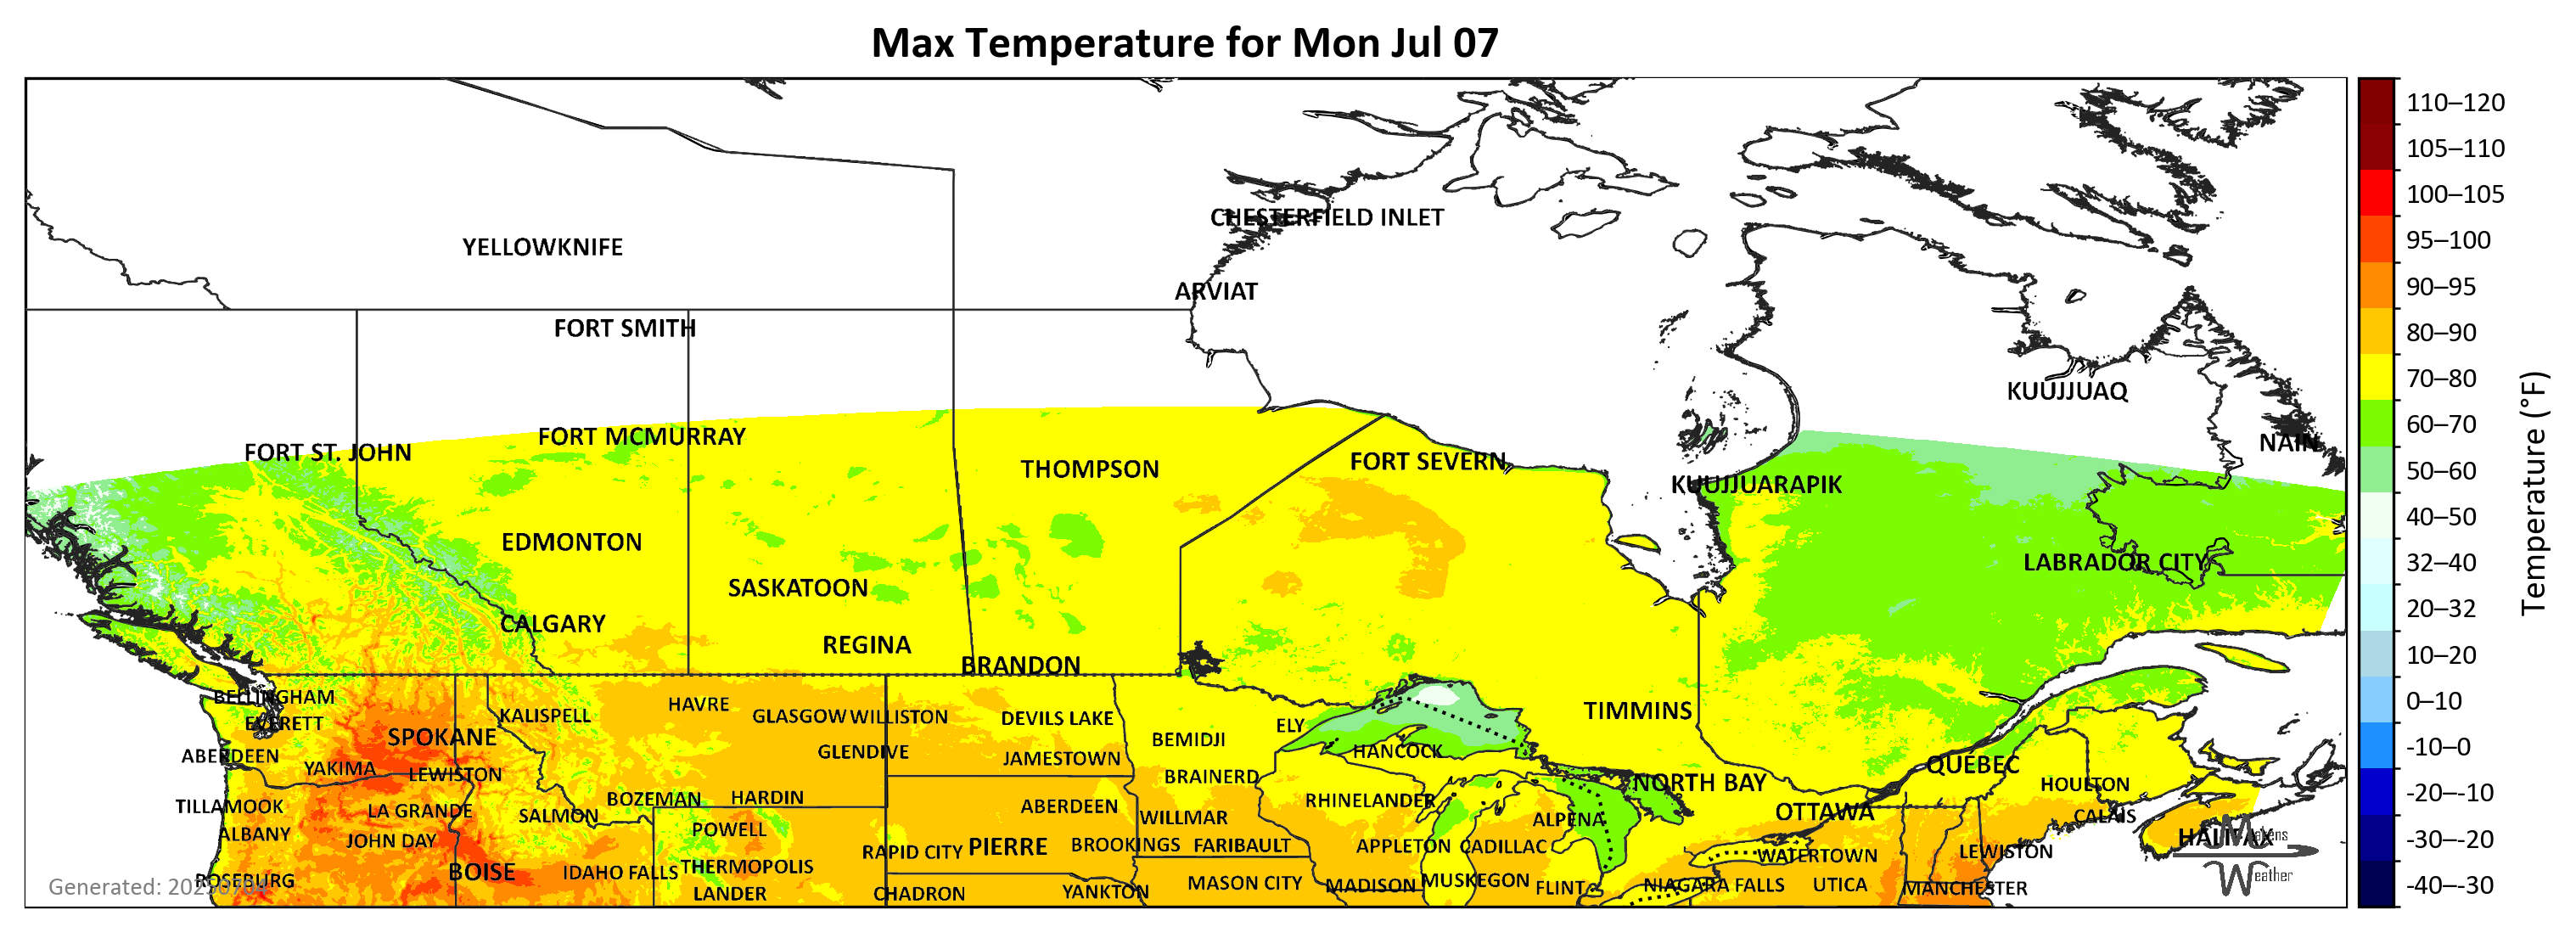 Max Temperature for Mon Jul 07
CHESTERFIELD INLET
YELLOWKNIFE
ARVIAT
FORT SMITH
KUUJJUAQ
FORT MCMURRAY
NAIN
FORT ST. JOHN
FORT SEVERN
THOMPSON
KUUJJUARAPIK
EDMONTON
LABRADOR CITY
SASKATOON
CALGARY
REGINA
BRANDON
BELLINGHAM
HAVRE
TIMMINS
KALISPELL
GLASGOW
WILLISTON
DEVILS LAKE
EVERETT
ELY
SPOKANE
BEMIDJI
ABERDEEN
GLENDIVE
JAMESTOWN
HANCOCK
QUÉBEC
YAKIMA
LEWISTON
BRAINERD
NORTH BAY
HOULTON
TILLAMOOK
LA GRANDE
BOZEMAN
HARDIN
ABERDEEN
RHINELANDER
SALMON
WILLMAR
ALPENA
OTTAWA
CALAIS
ALBANY
JOHN DAY
POWELL
PIERRE
BROOKINGS
FARIBAULT
APPLETON
CADILLAC
HALIFAX
RAPID CITY
WATERTOWN
LEWISTON
BOISE
IDAHO FALLS
THERMOPOLIS
ROSEBURG
MASON CITY
MADISON
MUSKEGON
FLINT
NIAGARA FALLS
UTICA
MANCHESTER
LANDER
CHADRON
YANKTON
Generated: 20250704
Makens
Weather
110–120
105–110
100–105
95–100
90–95
80–90
70–80
60–70
50–60
40–50
32–40
20–32
10–20
0–10
-10–0
-20–-10
-30–-20
-40–-30
Temperature (°F)